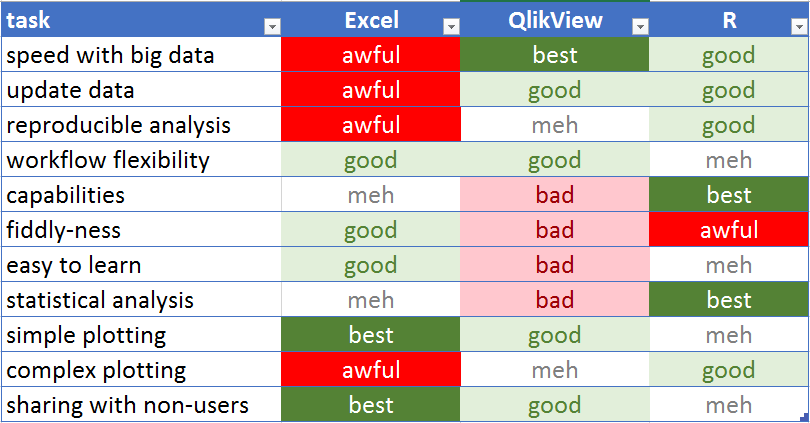 task Excel QlikView R
speed with big data awful best good
update data awful good good
reproducible analysis awful meh good
workflow flexibility good good meh
capabilities meh bad best
fiddly-ness good bad awful
easy to learn good bad meh
statistical analysis meh bad best
simple plotting best good meh
complex plotting awful meh good
sharing with non-users best good meh